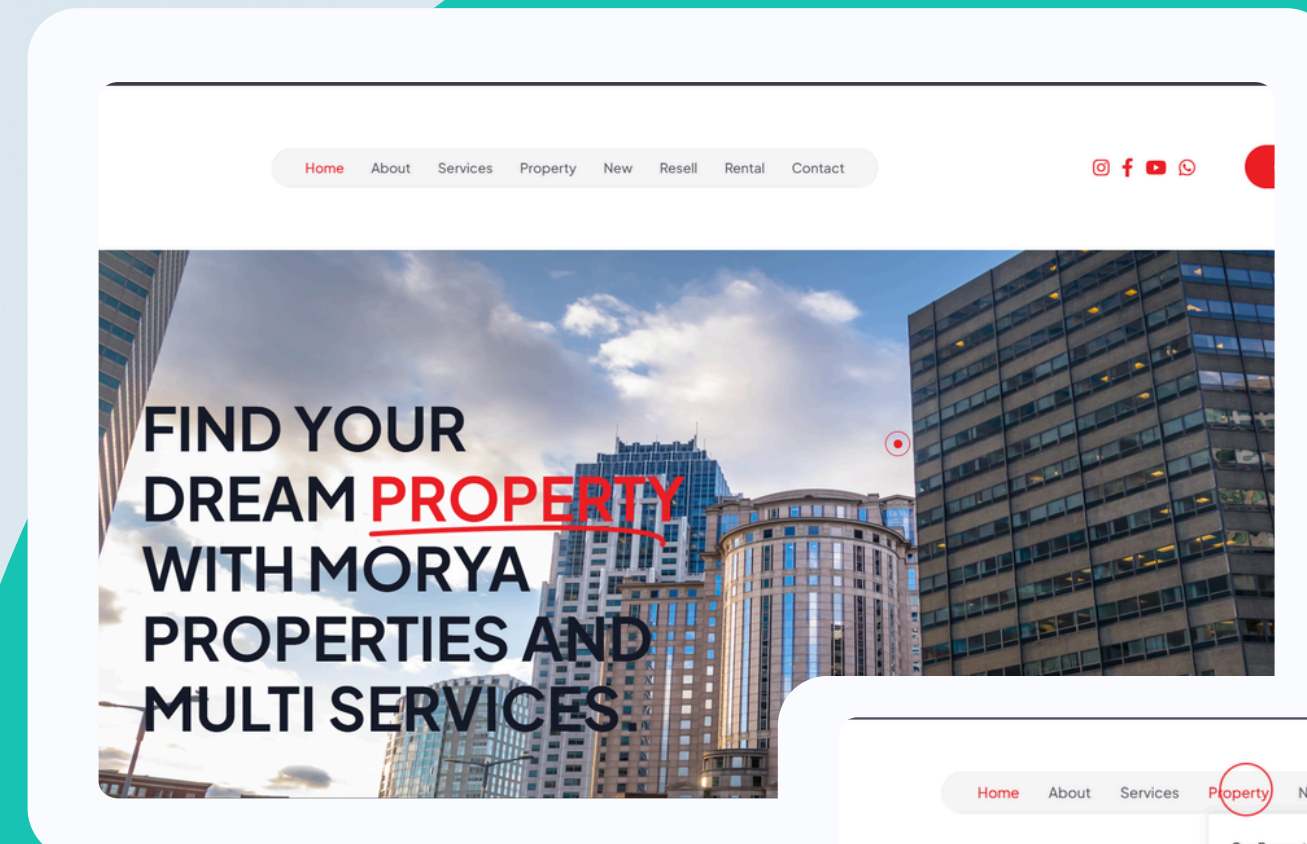 Home About Services Property New Resell Rental Contact
FIND YOUR
DREAM PROPERTY
WITH MORYA
PROPERTIES AND
MULTI SERVICES.
Home About Services Property